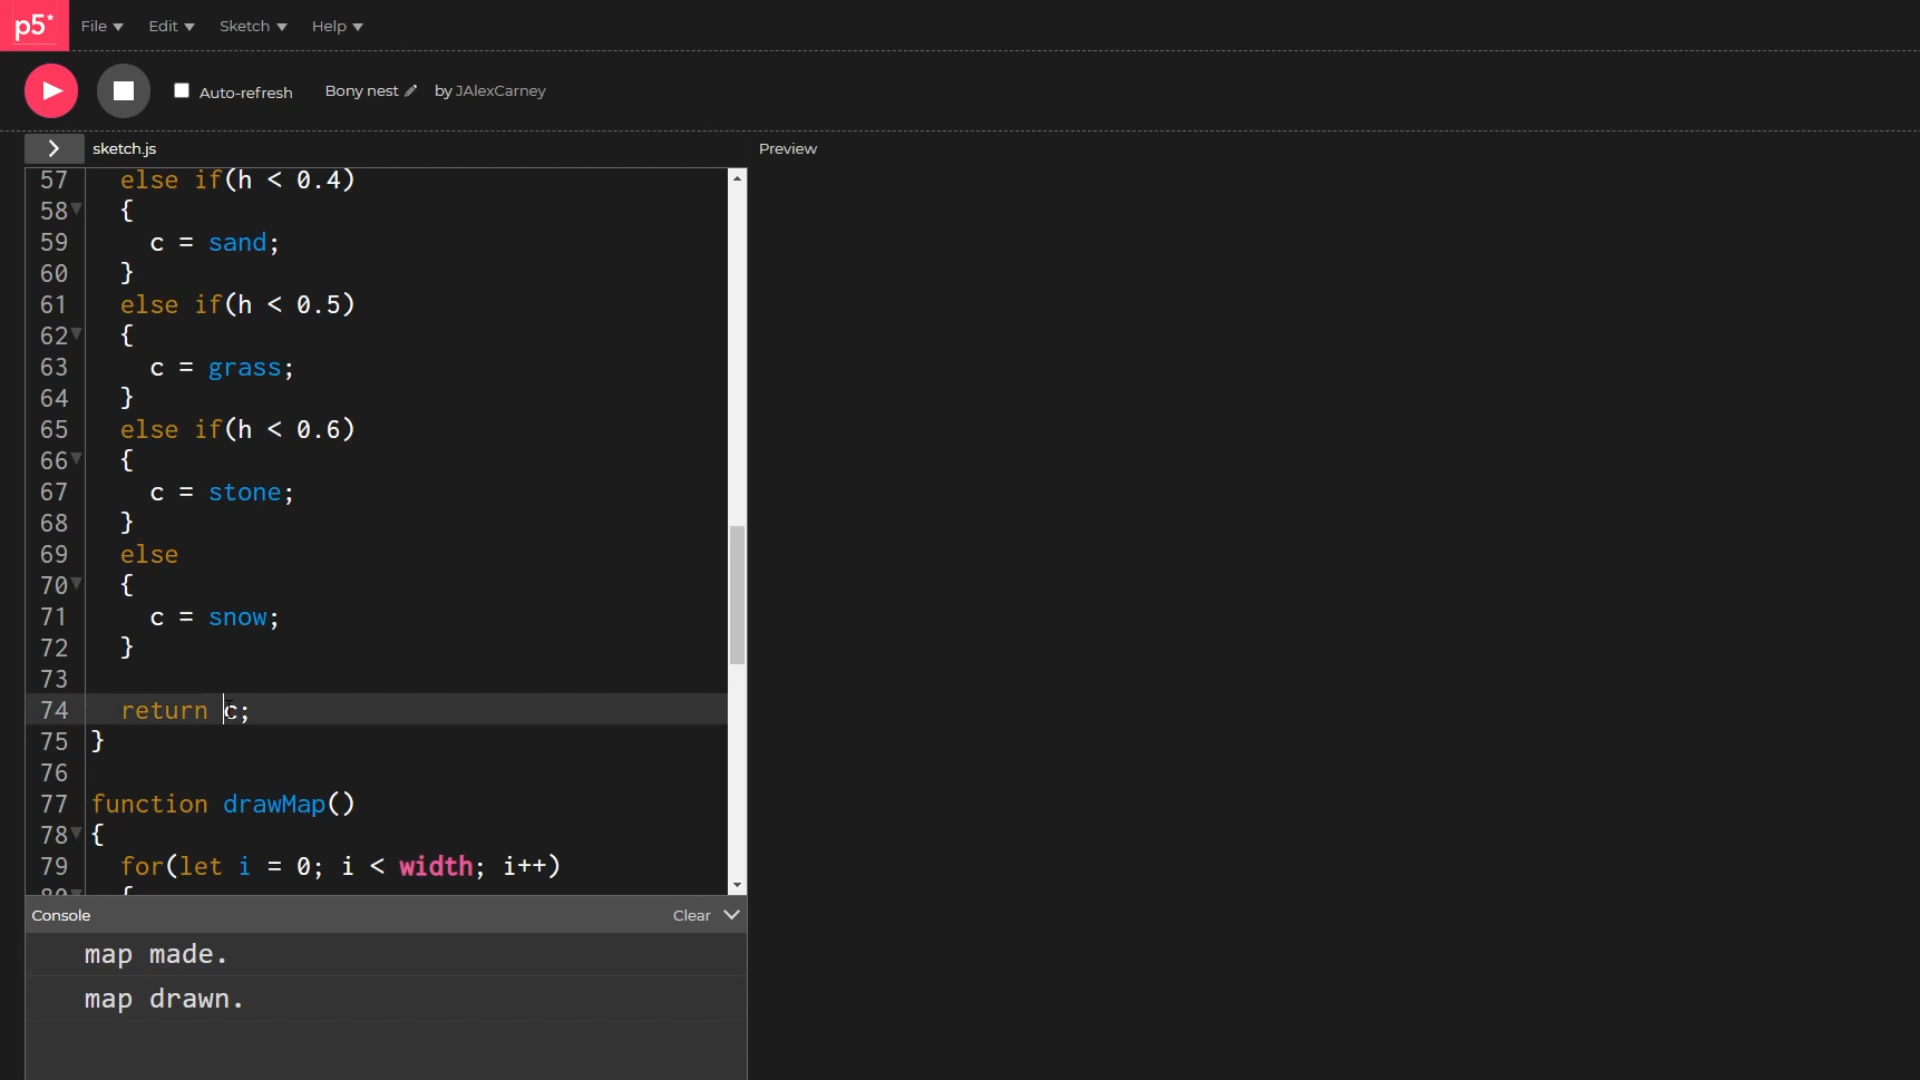 p5* File Edit Sketch Help
Auto-refresh Bony nest by JAlexCarney
> sketch.js Preview
57 else if(h < 0.4)
58 {
59 c = sand;
60 }
61 else if(h < 0.5)
62 {
63 c = grass;
64 }
65 else if(h < 0.6)
66 {
67 c = stone;
68 }
69 else
70 {
71 c = snow;
72 }
73
74 return c;
75 }
76
77 function drawMap()
78 {
79 for(let i = 0; i < width; i++)
80 {
Console Clear
map made.
map drawn.